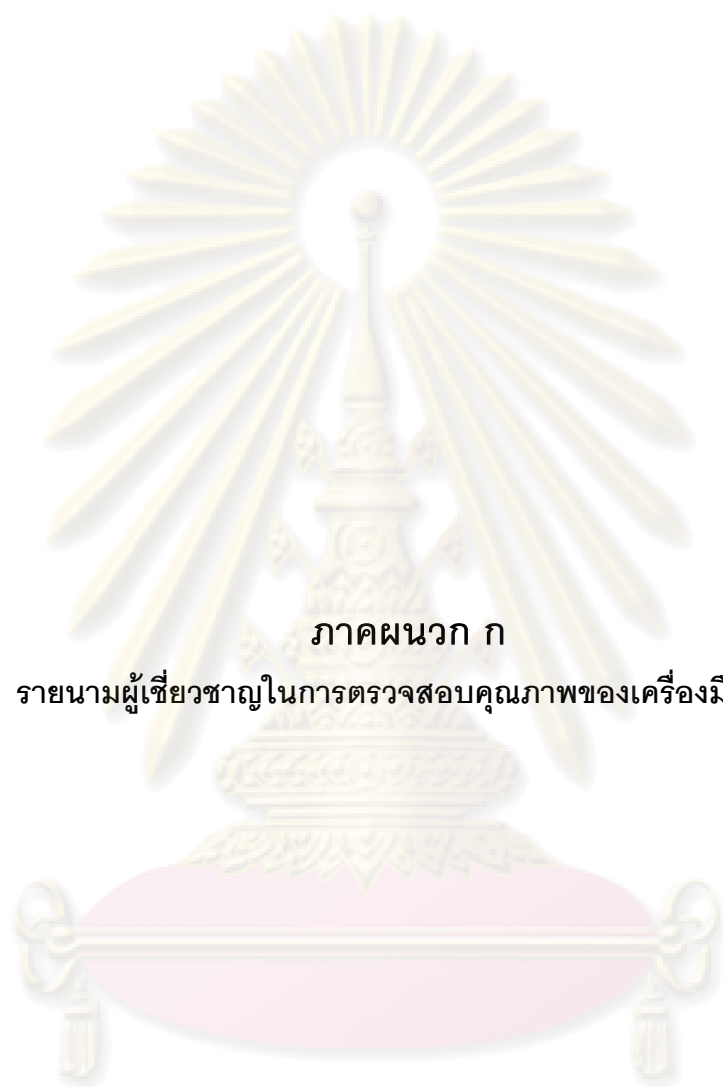 ภาคผนวก ก
รายนามผู้เชี่ยวชาญในการตรวจสอบคุณภาพของเครื่องมื